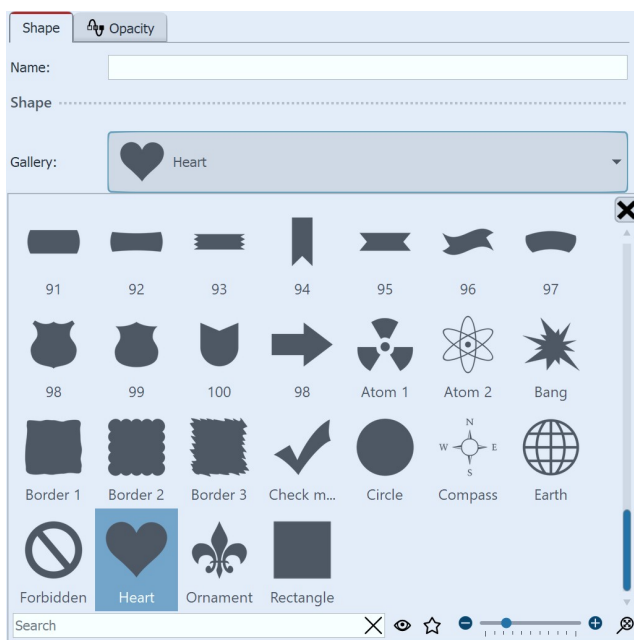 Shape Opacity
Name:
Shape
Gallery: Heart
91 92 93 94 95 96 97
98 99 100 98 Atom 1 Atom 2 Bang
N
W E
S
Border 1 Border 2 Border 3 Check m... Circle Compass Earth
Forbidden Heart Ornament Rectangle
Search